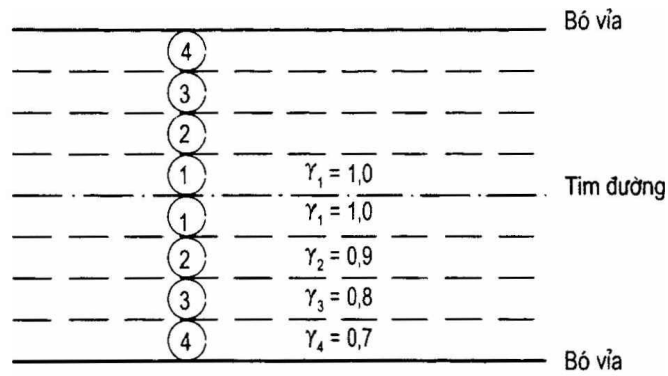 Bó vỉa
4
3
2
1 γ₁ = 1,0
Tim đường
1 γ₁ = 1,0
2 γ₂ = 0,9
3 γ₃ = 0,8
4 γ₄ = 0,7
Bó vỉa